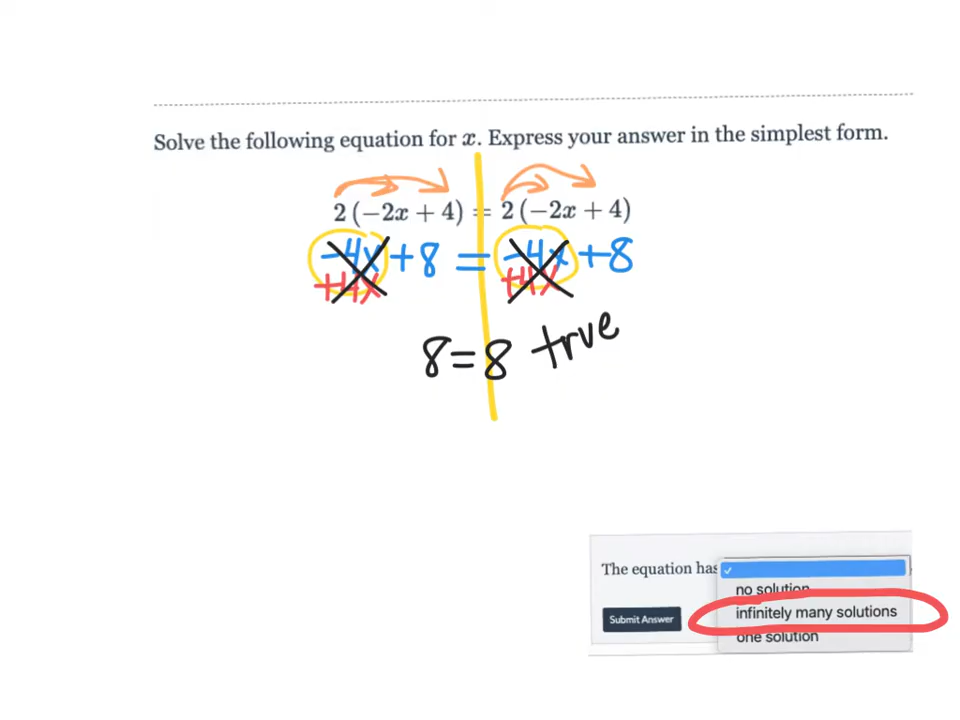 Solve the following equation for x. Express your answer in the simplest form.
2 (−2x + 4) = 2 (−2x + 4)
-4x +8 = -4x +8
+4x +4x
8=8 true
The equation has ✓
no solution
infinitely many solutions
Submit Answer
one solution